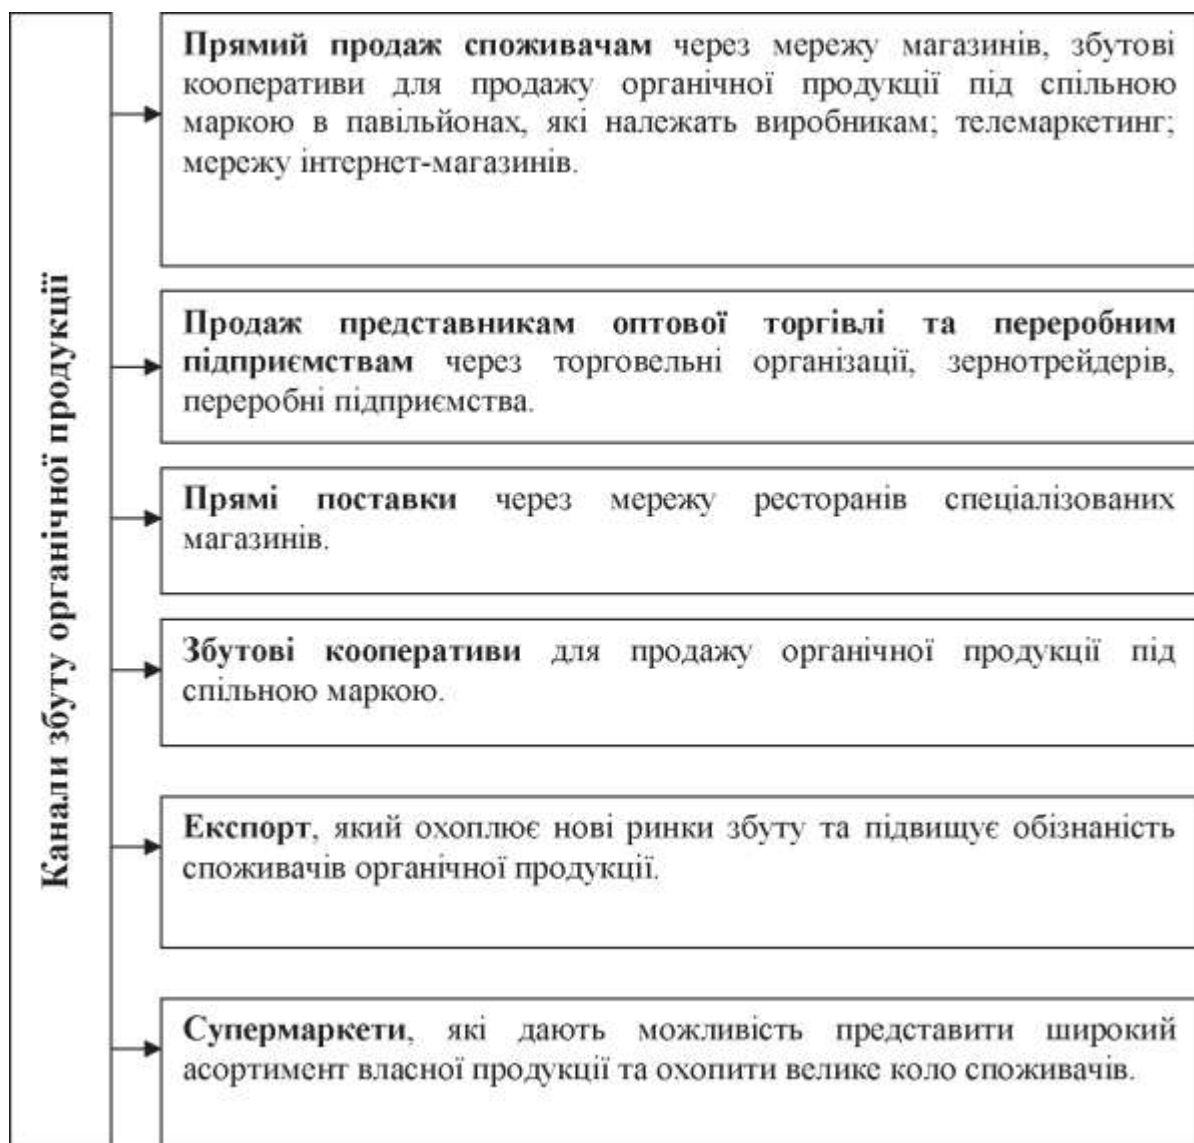 Канали збуту органічної продукції
Прямий продаж споживачам через мережу магазинів, збутові
кооперативи для продажу органічної продукції під спільною
маркою в павільйонах, які належать виробникам; телемаркетинг;
мережу інтернет-магазинів.
Продаж представникам оптової торгівлі та переробним
підприємствам через торговельні організації, зернотрейдерів,
переробні підприємства.
Прямі поставки через мережу ресторанів спеціалізованих
магазинів.
Збутові кооперативи для продажу органічної продукції під
спільною маркою.
Експорт, який охоплює нові ринки збуту та підвищує обізнаність
споживачів органічної продукції.
Супермаркети, які дають можливість представити широкий
асортимент власної продукції та охопити велике коло споживачів.